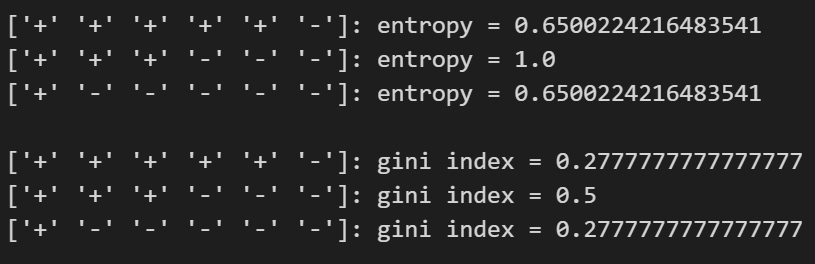 ['+' '+' '+' '+' '+' '-']: entropy = 0.6500224216483541
['+' '+' '+' '-' '-' '-']: entropy = 1.0
['+' '-' '-' '-' '-' '-']: entropy = 0.6500224216483541
['+' '+' '+' '+' '+' '-']: gini index = 0.2777777777777777
['+' '+' '+' '-' '-' '-']: gini index = 0.5
['+' '-' '-' '-' '-' '-']: gini index = 0.2777777777777777